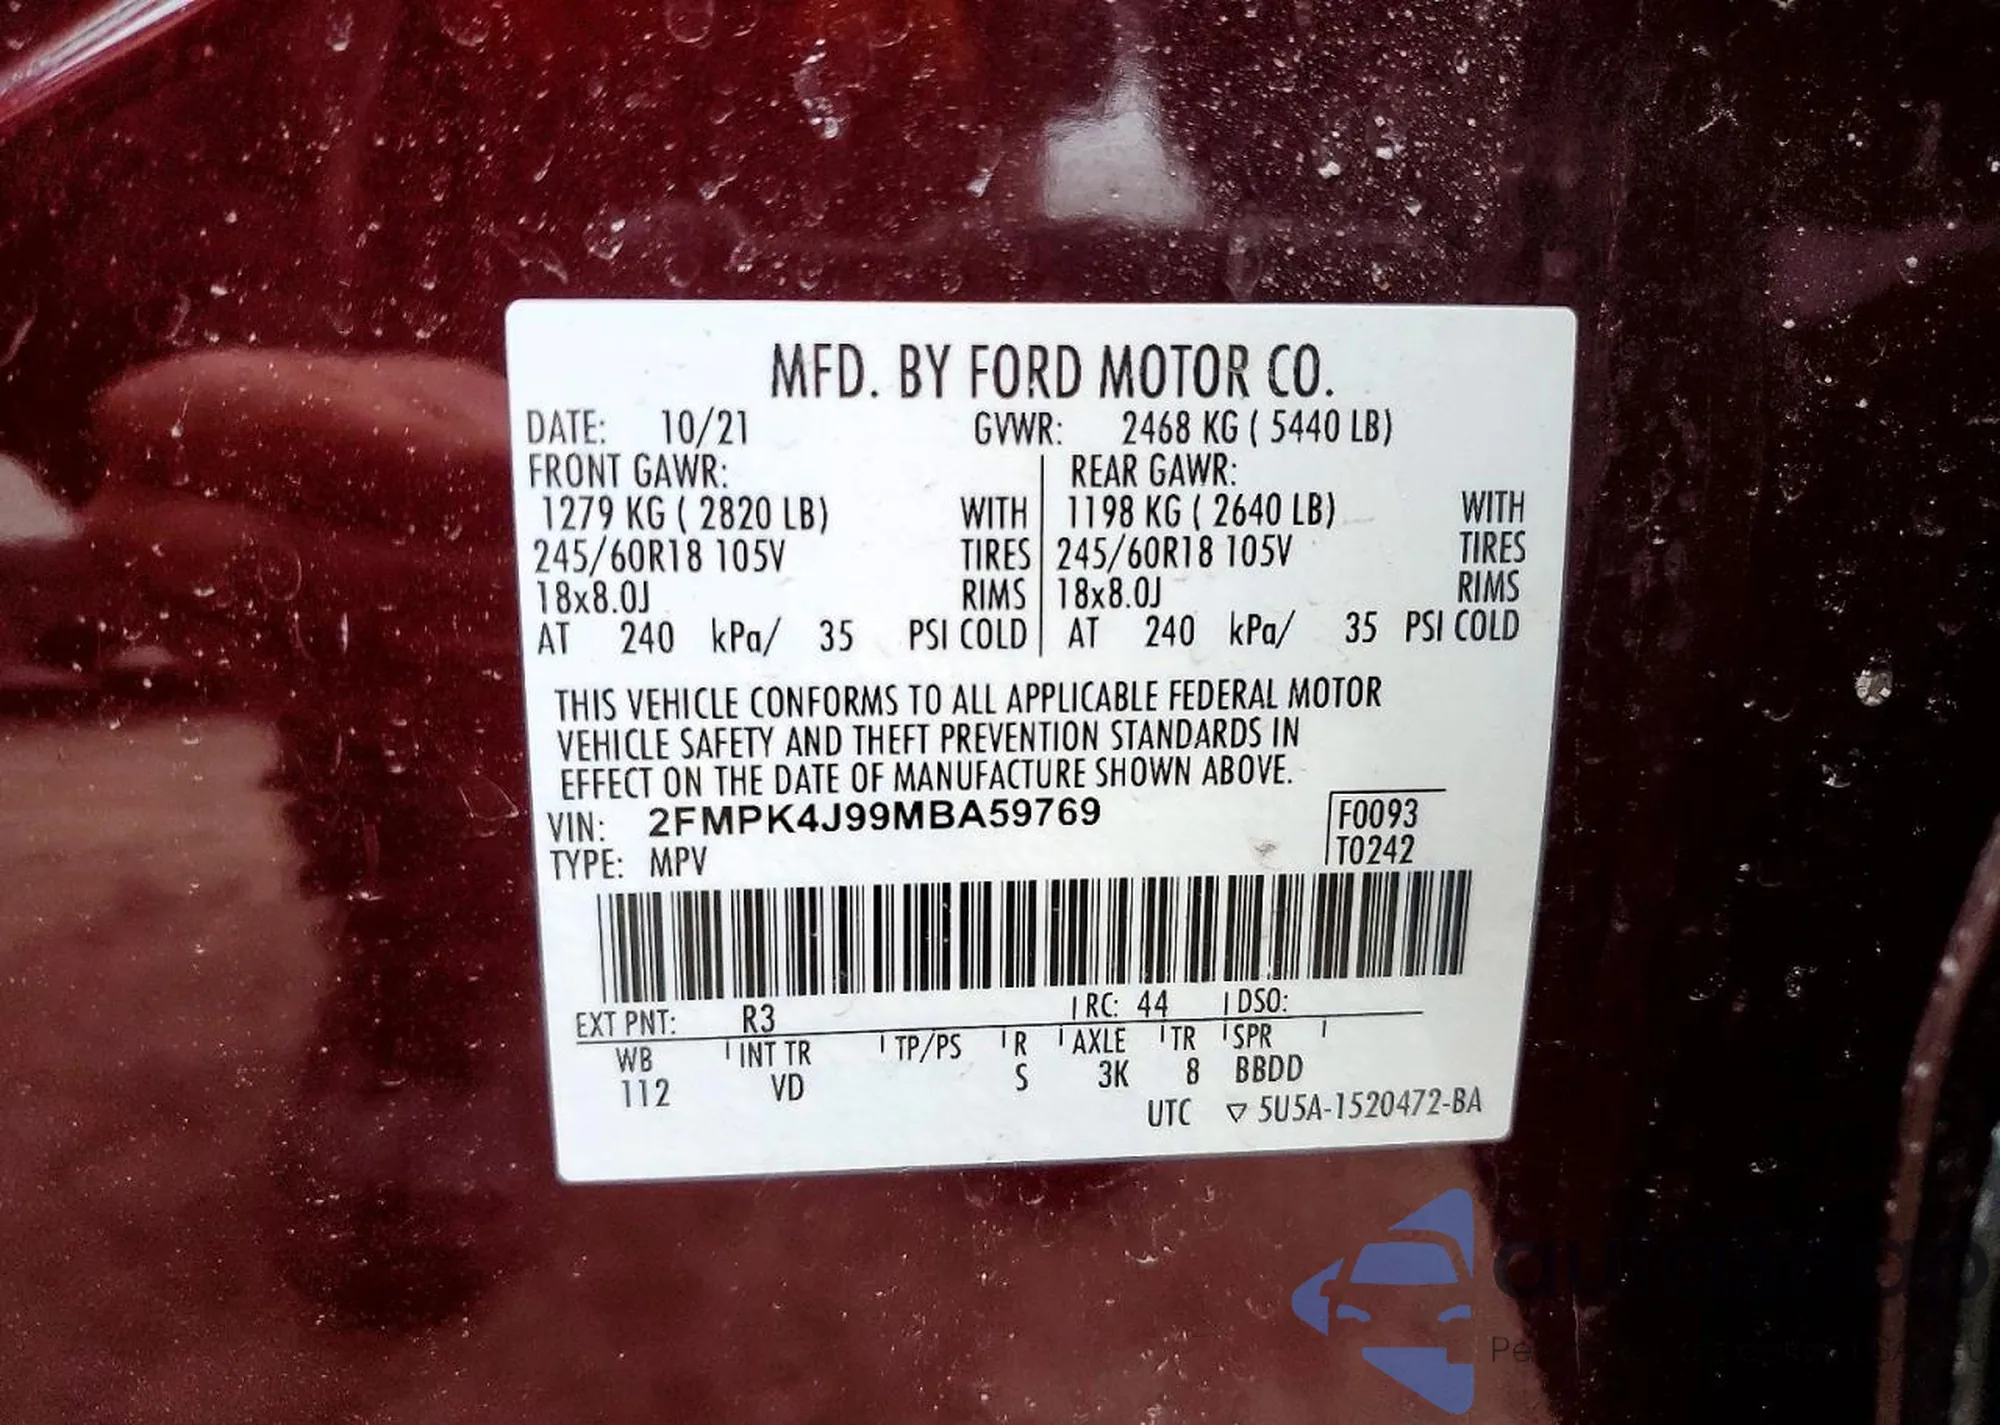 MFD. BY FORD MOTOR CO.
DATE: 10/21 GVWR: 2468 KG ( 5440 LB)
FRONT GAWR: REAR GAWR:
1279 KG ( 2820 LB) WITH 1198 KG ( 2640 LB) WITH
245/60R18 105V TIRES 245/60R18 105V TIRES
18x8.0J RIMS 18x8.0J RIMS
AT 240 kPa/ 35 PSI COLD AT 240 kPa/ 35 PSI COLD
THIS VEHICLE CONFORMS TO ALL APPLICABLE FEDERAL MOTOR
VEHICLE SAFETY AND THEFT PREVENTION STANDARDS IN
EFFECT ON THE DATE OF MANUFACTURE SHOWN ABOVE.
VIN: 2FMPK4J99MBA59769 F0093
TYPE: MPV T0242
EXT PNT: R3 RC: 44 DSO:
WB INT TR TP/PS R AXLE TR SPR
112 VD S 3K 8 BBDD
UTC ▽ 5U5A-1520472-BA